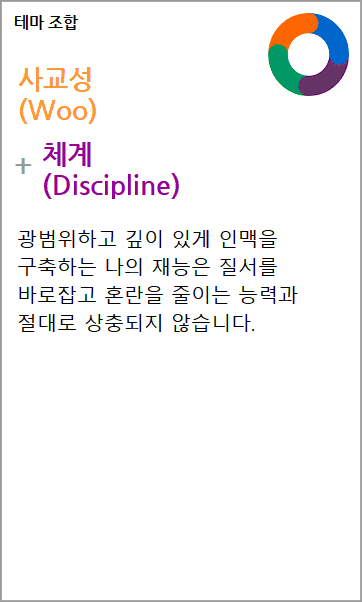 테마 조합
사교성
(Woo)
+ 체계
(Discipline)
광범위하고 깊이 있게 인맥을
구축하는 나의 재능은 질서를
바로잡고 혼란을 줄이는 능력과
절대로 상충되지 않습니다.